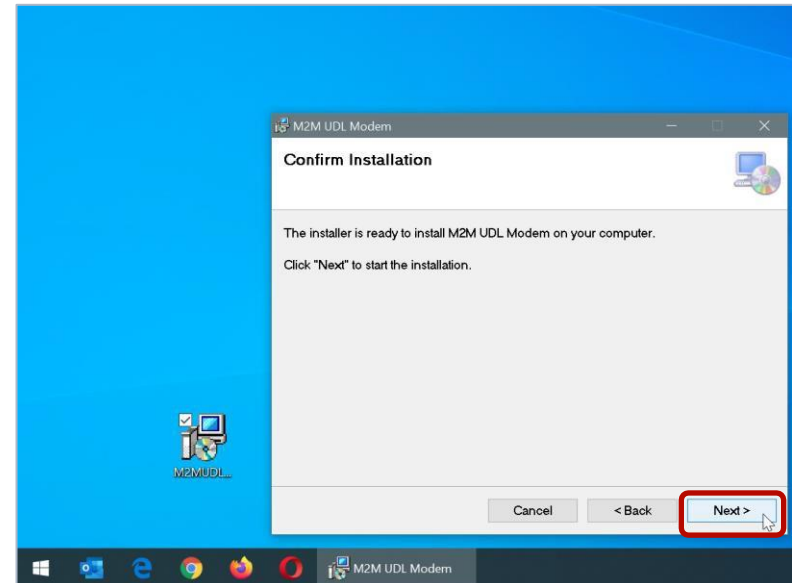 M2M UDL Modem
Confirm Installation
The installer is ready to install M2M UDL Modem on your computer.
Click "Next" to start the installation.
M2MUDL...
Cancel
< Back
Next >
M2M UDL Modem